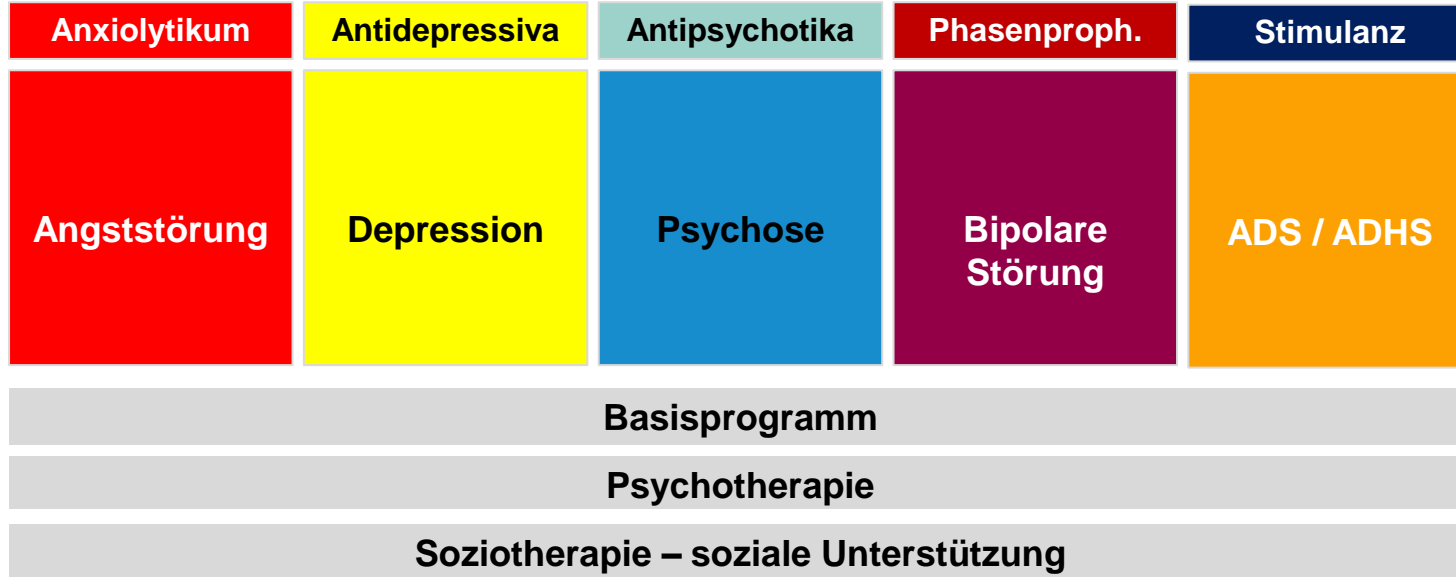 Anxiolytikum
Antidepressiva
Antipsychotika
Phasenproph.
Stimulanz
Angststörung
Depression
Psychose
Bipolare
Störung
ADS / ADHS
Basisprogramm
Psychotherapie
Soziotherapie – soziale Unterstützung